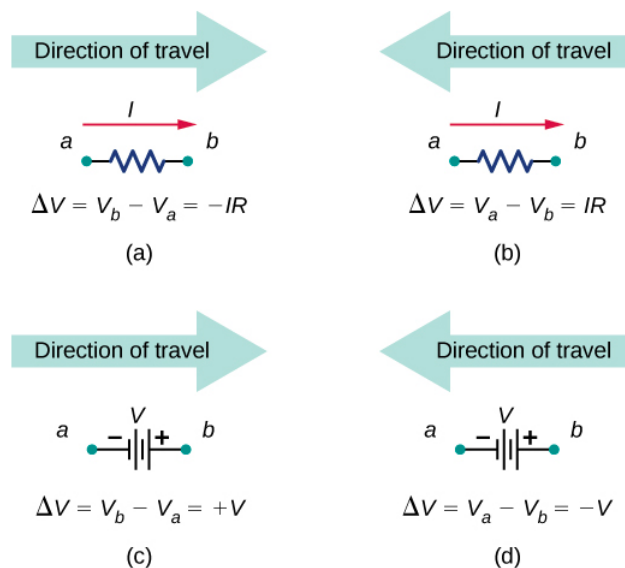 Direction of travel
I
a b
ΔV = V_b − V_a = −IR
(a)
Direction of travel
I
a b
ΔV = V_a − V_b = IR
(b)
Direction of travel
V
a − + b
ΔV = V_b − V_a = +V
(c)
Direction of travel
V
a − + b
ΔV = V_a − V_b = −V
(d)